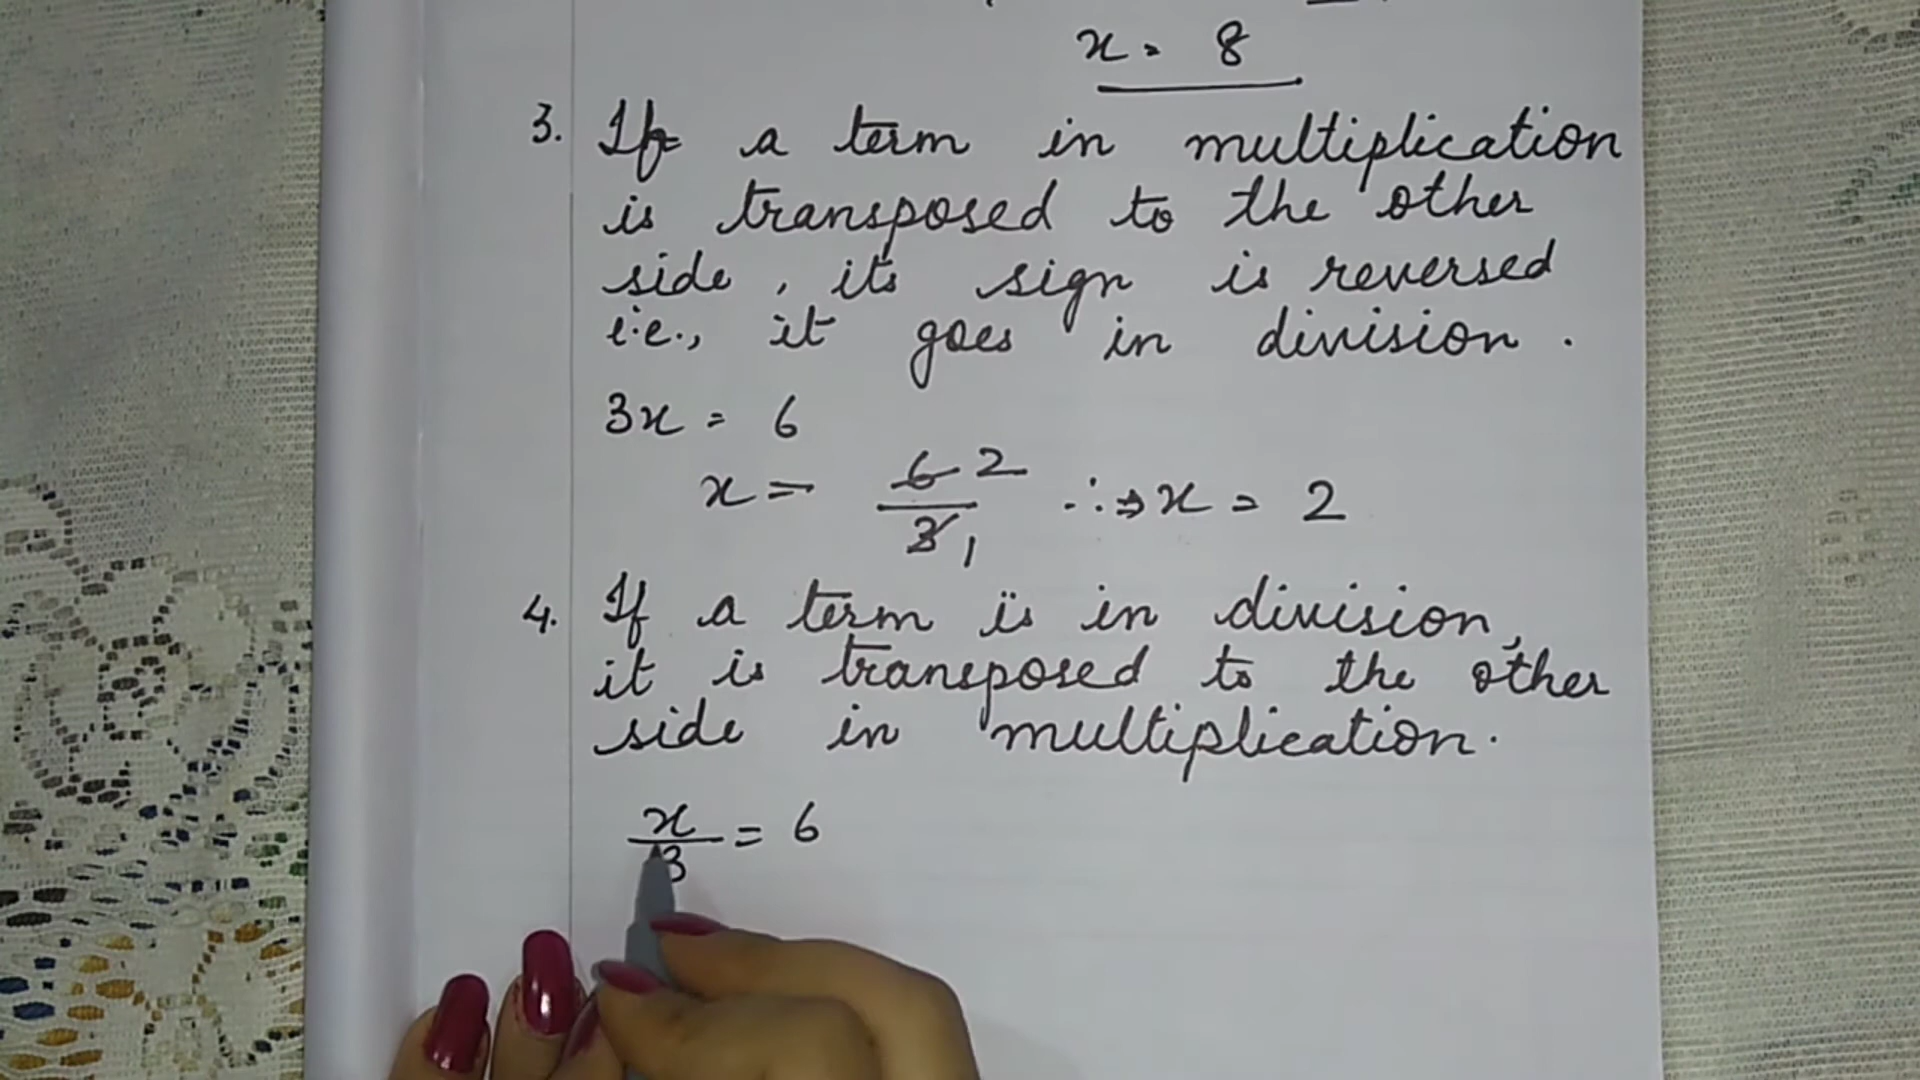 x = 8
3. If a term in multiplication
is transposed to the other
side, its sign is reversed
i.e., it goes in division.
3x = 6
x = 6/3 2 1 ∴⇒ x = 2
4. If a term is in division,
it is transposed to the other
side in multiplication.
x/3 = 6